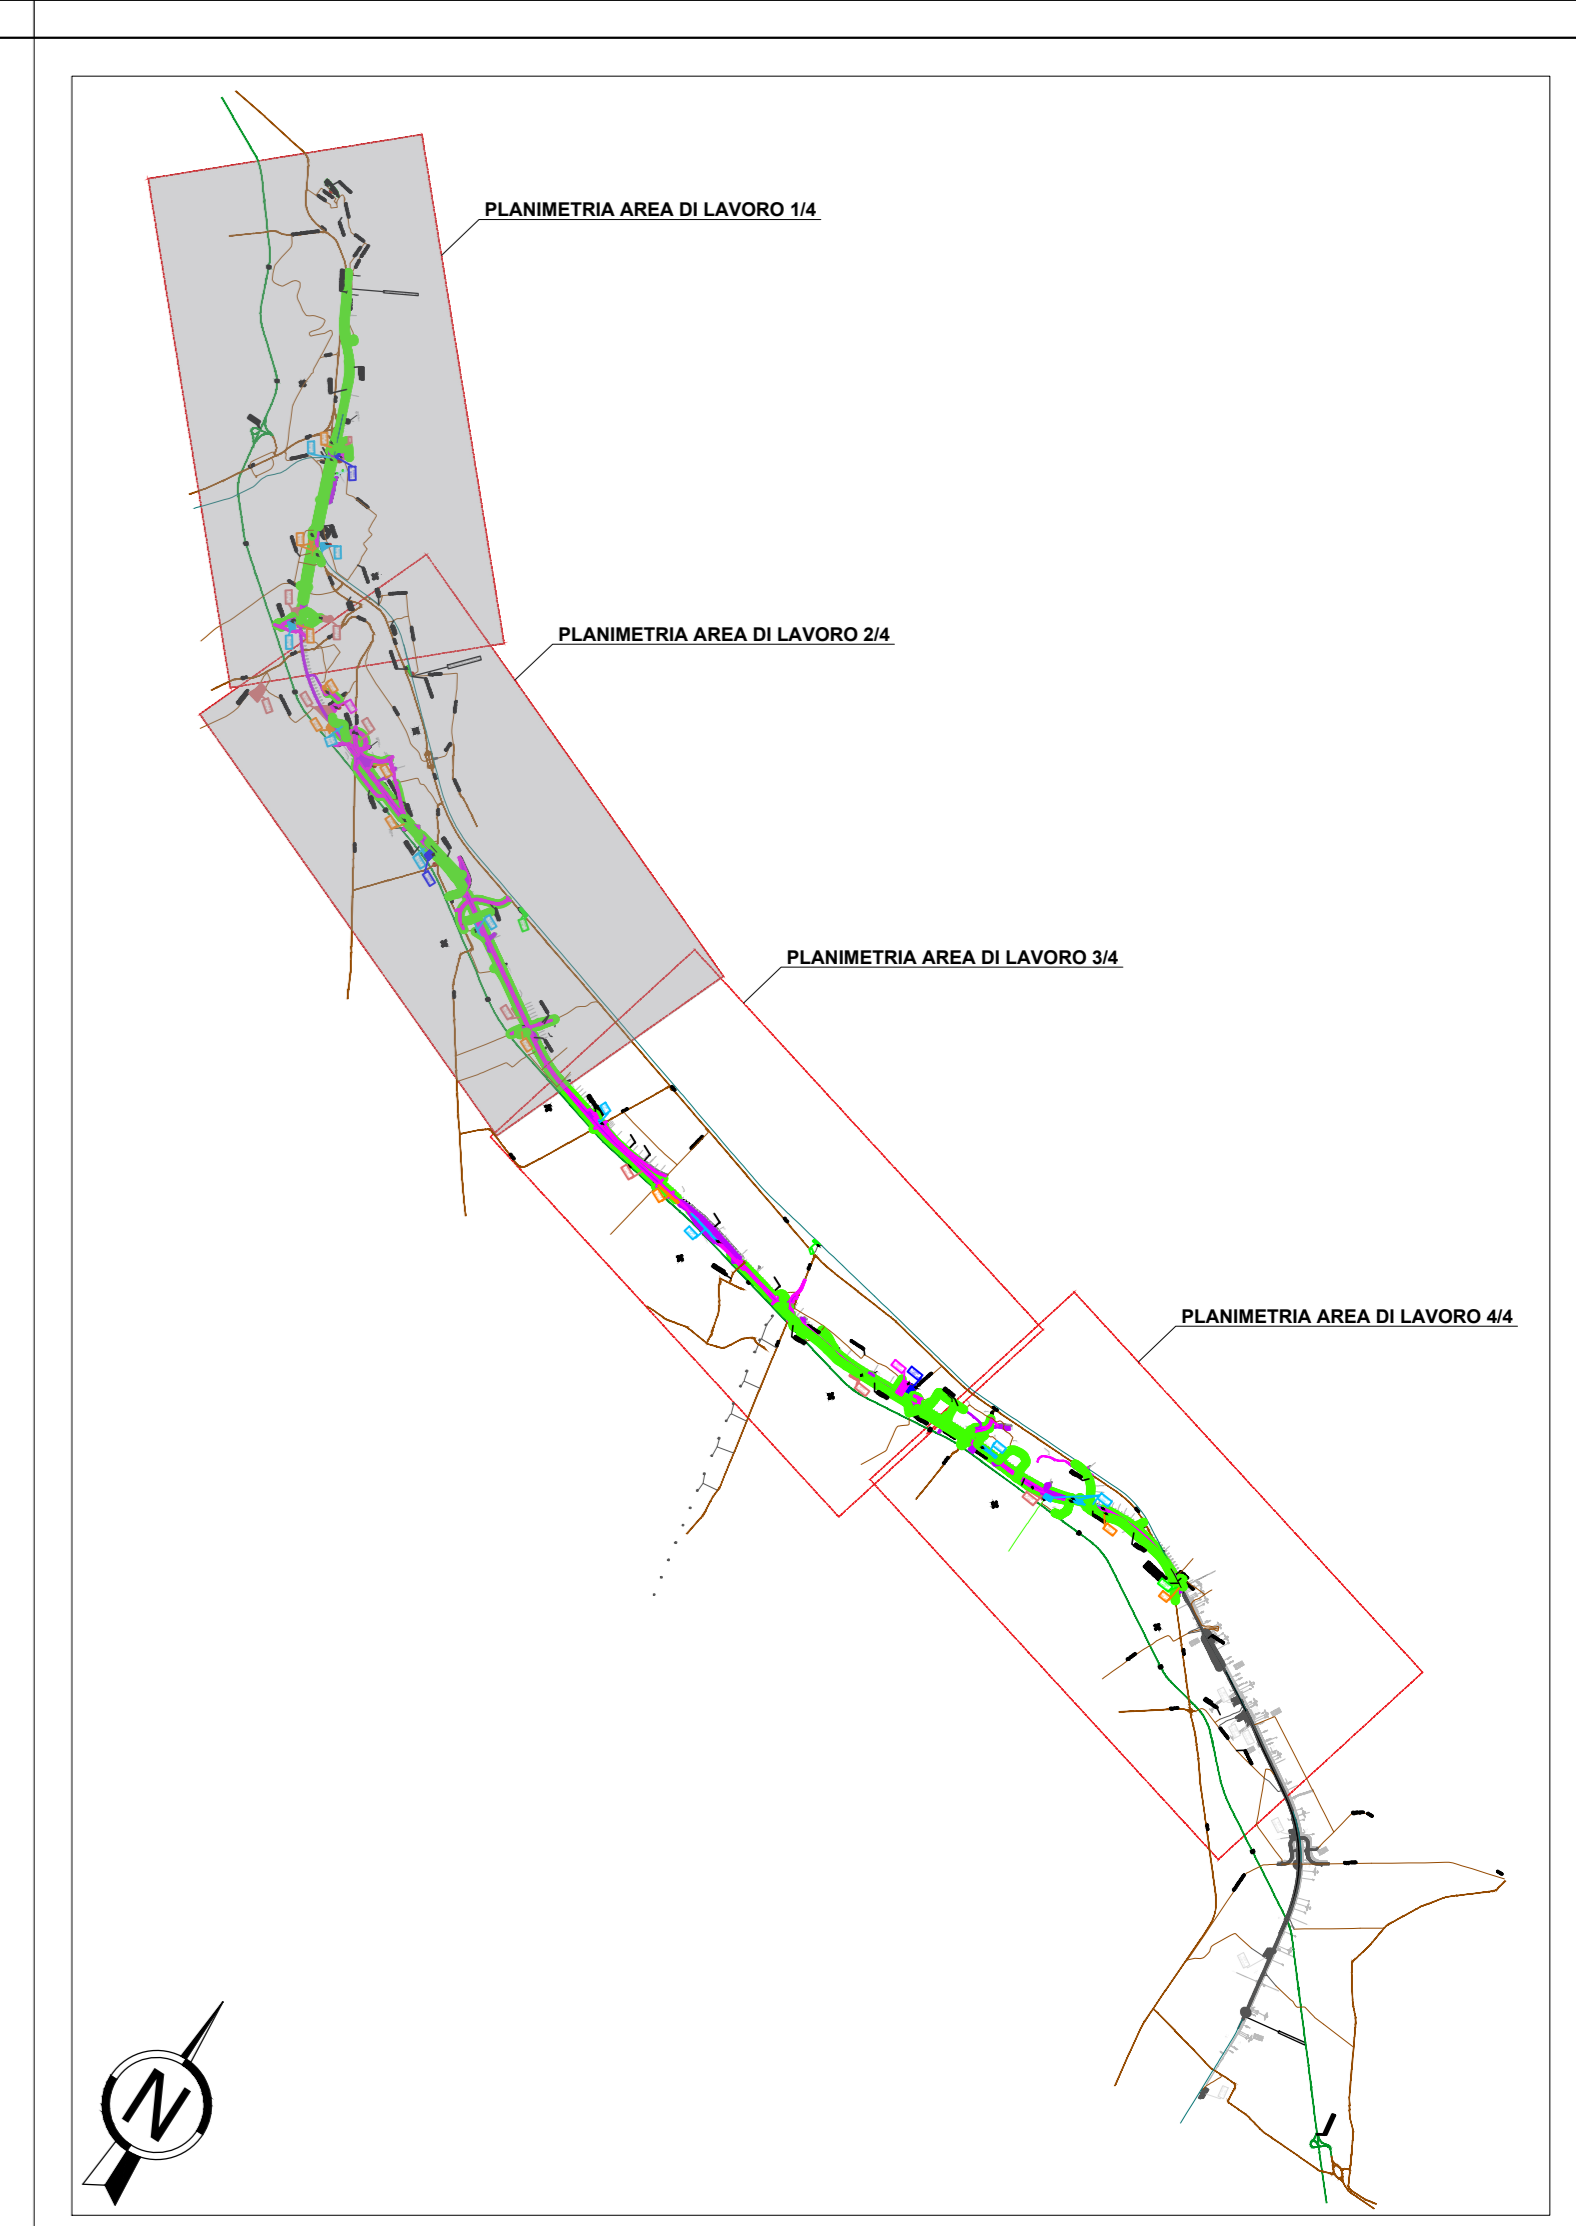 PLANIMETRIA AREA DI LAVORO 1/4
PLANIMETRIA AREA DI LAVORO 2/4
PLANIMETRIA AREA DI LAVORO 3/4
PLANIMETRIA AREA DI LAVORO 4/4
N